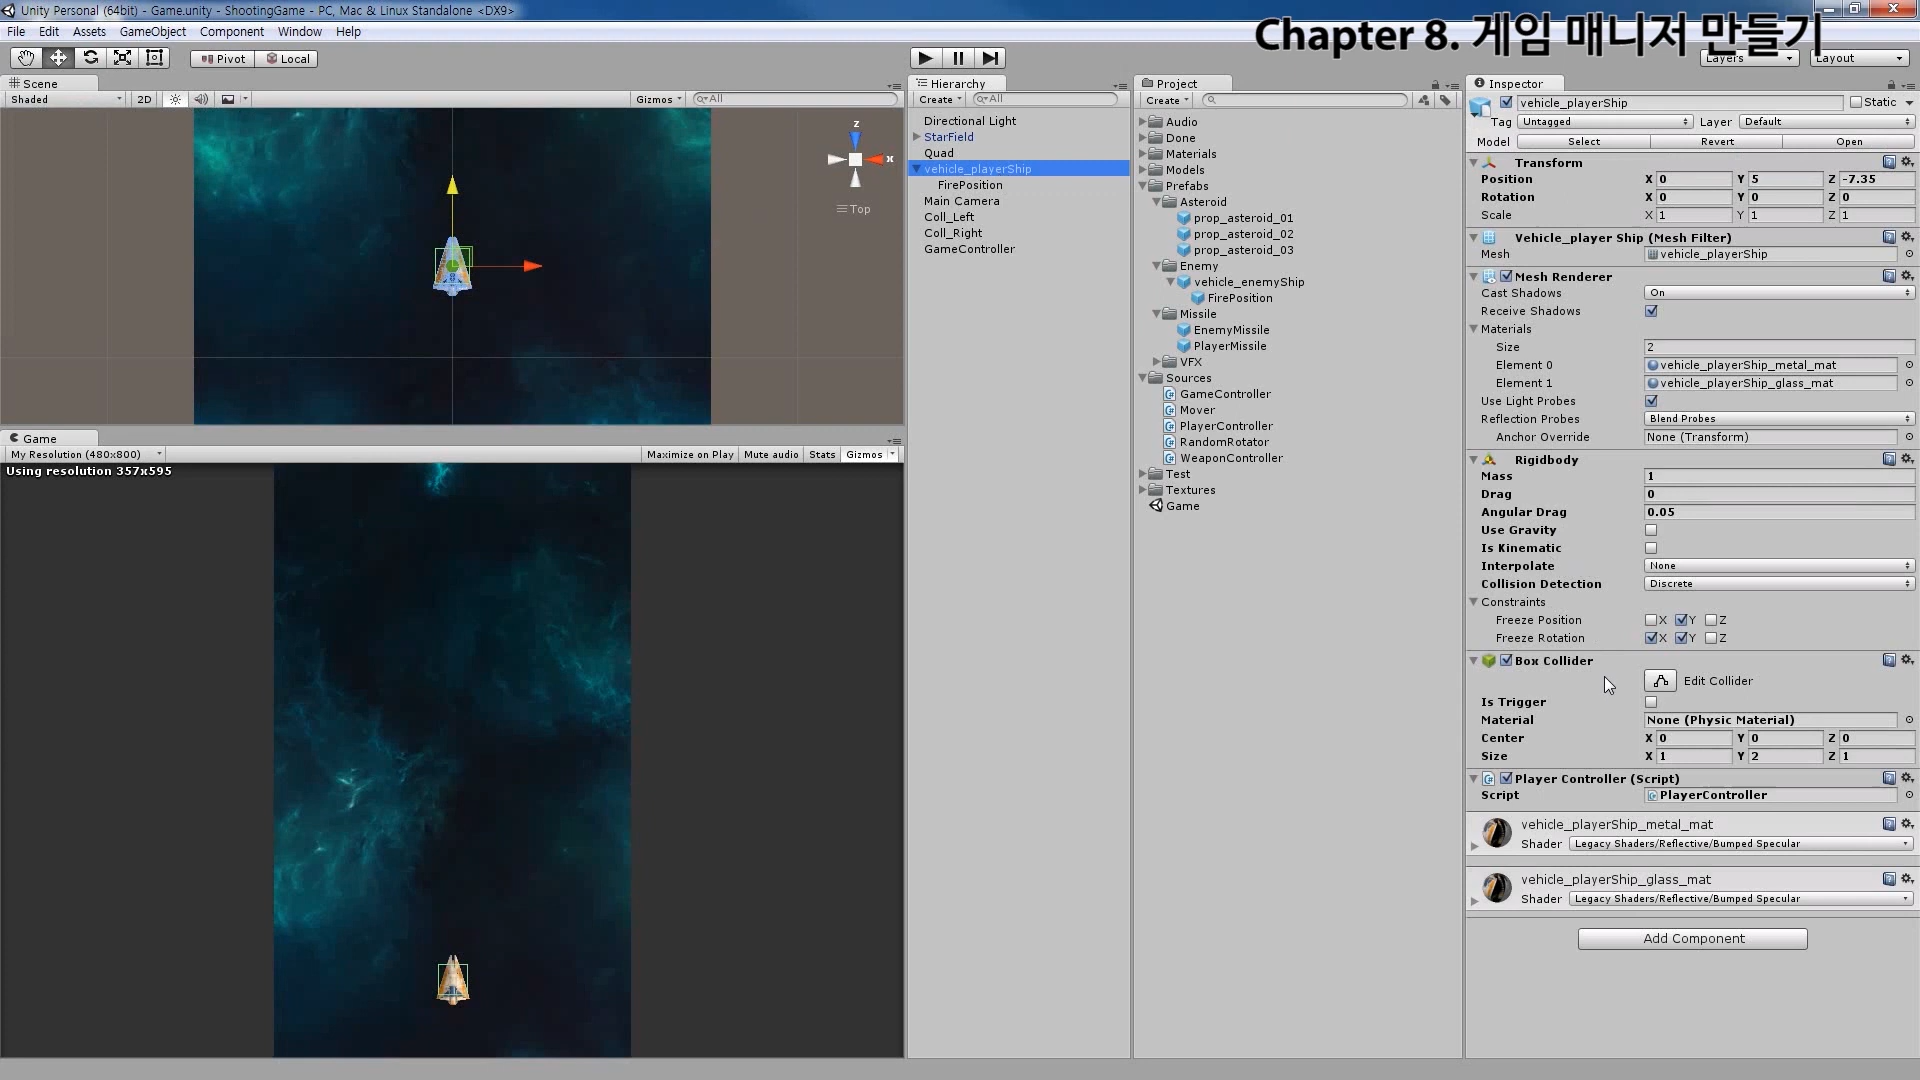 Unity Personal (64bit) - Game.unity - ShootingGame - PC, Mac & Linux Standalone <DX9>
Chapter 8. 게임 매니저 만들기
File Edit Assets GameObject Component Window Help
Pivot Local
Layers Layout
Scene
Shaded 2D Gizmos All
z
x
Top
Game
My Resolution (480x800) Maximize on Play Mute audio Stats Gizmos
Using resolution 357x595
Hierarchy
Create All
Directional Light
StarField
Quad
vehicle_playerShip
FirePosition
Main Camera
Coll_Left
Coll_Right
GameController
Project
Create
Audio
Done
Materials
Models
Prefabs
Asteroid
prop_asteroid_01
prop_asteroid_02
prop_asteroid_03
Enemy
vehicle_enemyShip
FirePosition
Missile
EnemyMissile
PlayerMissile
VFX
Sources
GameController
Mover
PlayerController
RandomRotator
WeaponController
Test
Textures
Game
Inspector
vehicle_playerShip Static
Tag Untagged Layer Default
Model Select Revert Open
Transform
Position X 0 Y 5 Z -7.35
Rotation X 0 Y 0 Z 0
Scale X 1 Y 1 Z 1
Vehicle_player Ship (Mesh Filter)
Mesh vehicle_playerShip
Mesh Renderer
Cast Shadows On
Receive Shadows
Materials
Size 2
Element 0 vehicle_playerShip_metal_mat
Element 1 vehicle_playerShip_glass_mat
Use Light Probes
Reflection Probes Blend Probes
Anchor Override None (Transform)
Rigidbody
Mass 1
Drag 0
Angular Drag 0.05
Use Gravity
Is Kinematic
Interpolate None
Collision Detection Discrete
Constraints
Freeze Position X Y Z
Freeze Rotation X Y Z
Box Collider
Edit Collider
Is Trigger
Material None (Physic Material)
Center X 0 Y 0 Z 0
Size X 1 Y 2 Z 1
Player Controller (Script)
Script PlayerController
vehicle_playerShip_metal_mat
Shader Legacy Shaders/Reflective/Bumped Specular
vehicle_playerShip_glass_mat
Shader Legacy Shaders/Reflective/Bumped Specular
Add Component